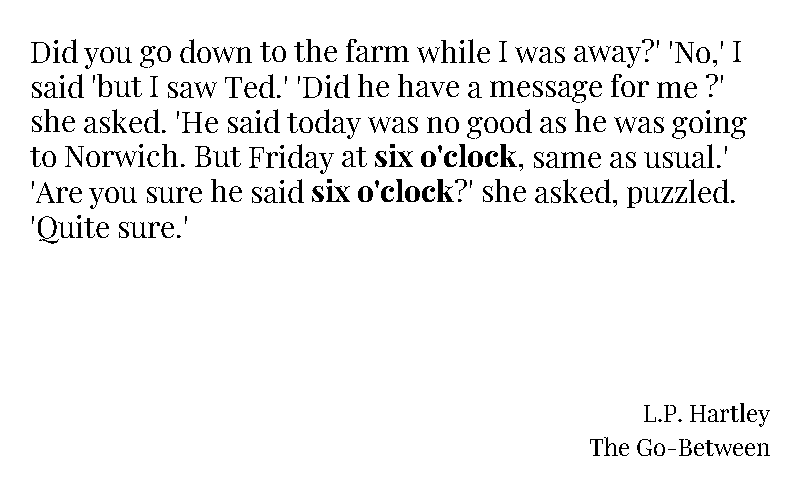 Did you go down to the farm while I was away?' 'No,' I
said 'but I saw Ted.' 'Did he have a message for me ?'
she asked. 'He said today was no good as he was going
to Norwich. But Friday at six o'clock, same as usual.'
'Are you sure he said six o'clock?' she asked, puzzled.
'Quite sure.'
L.P. Hartley
The Go-Between